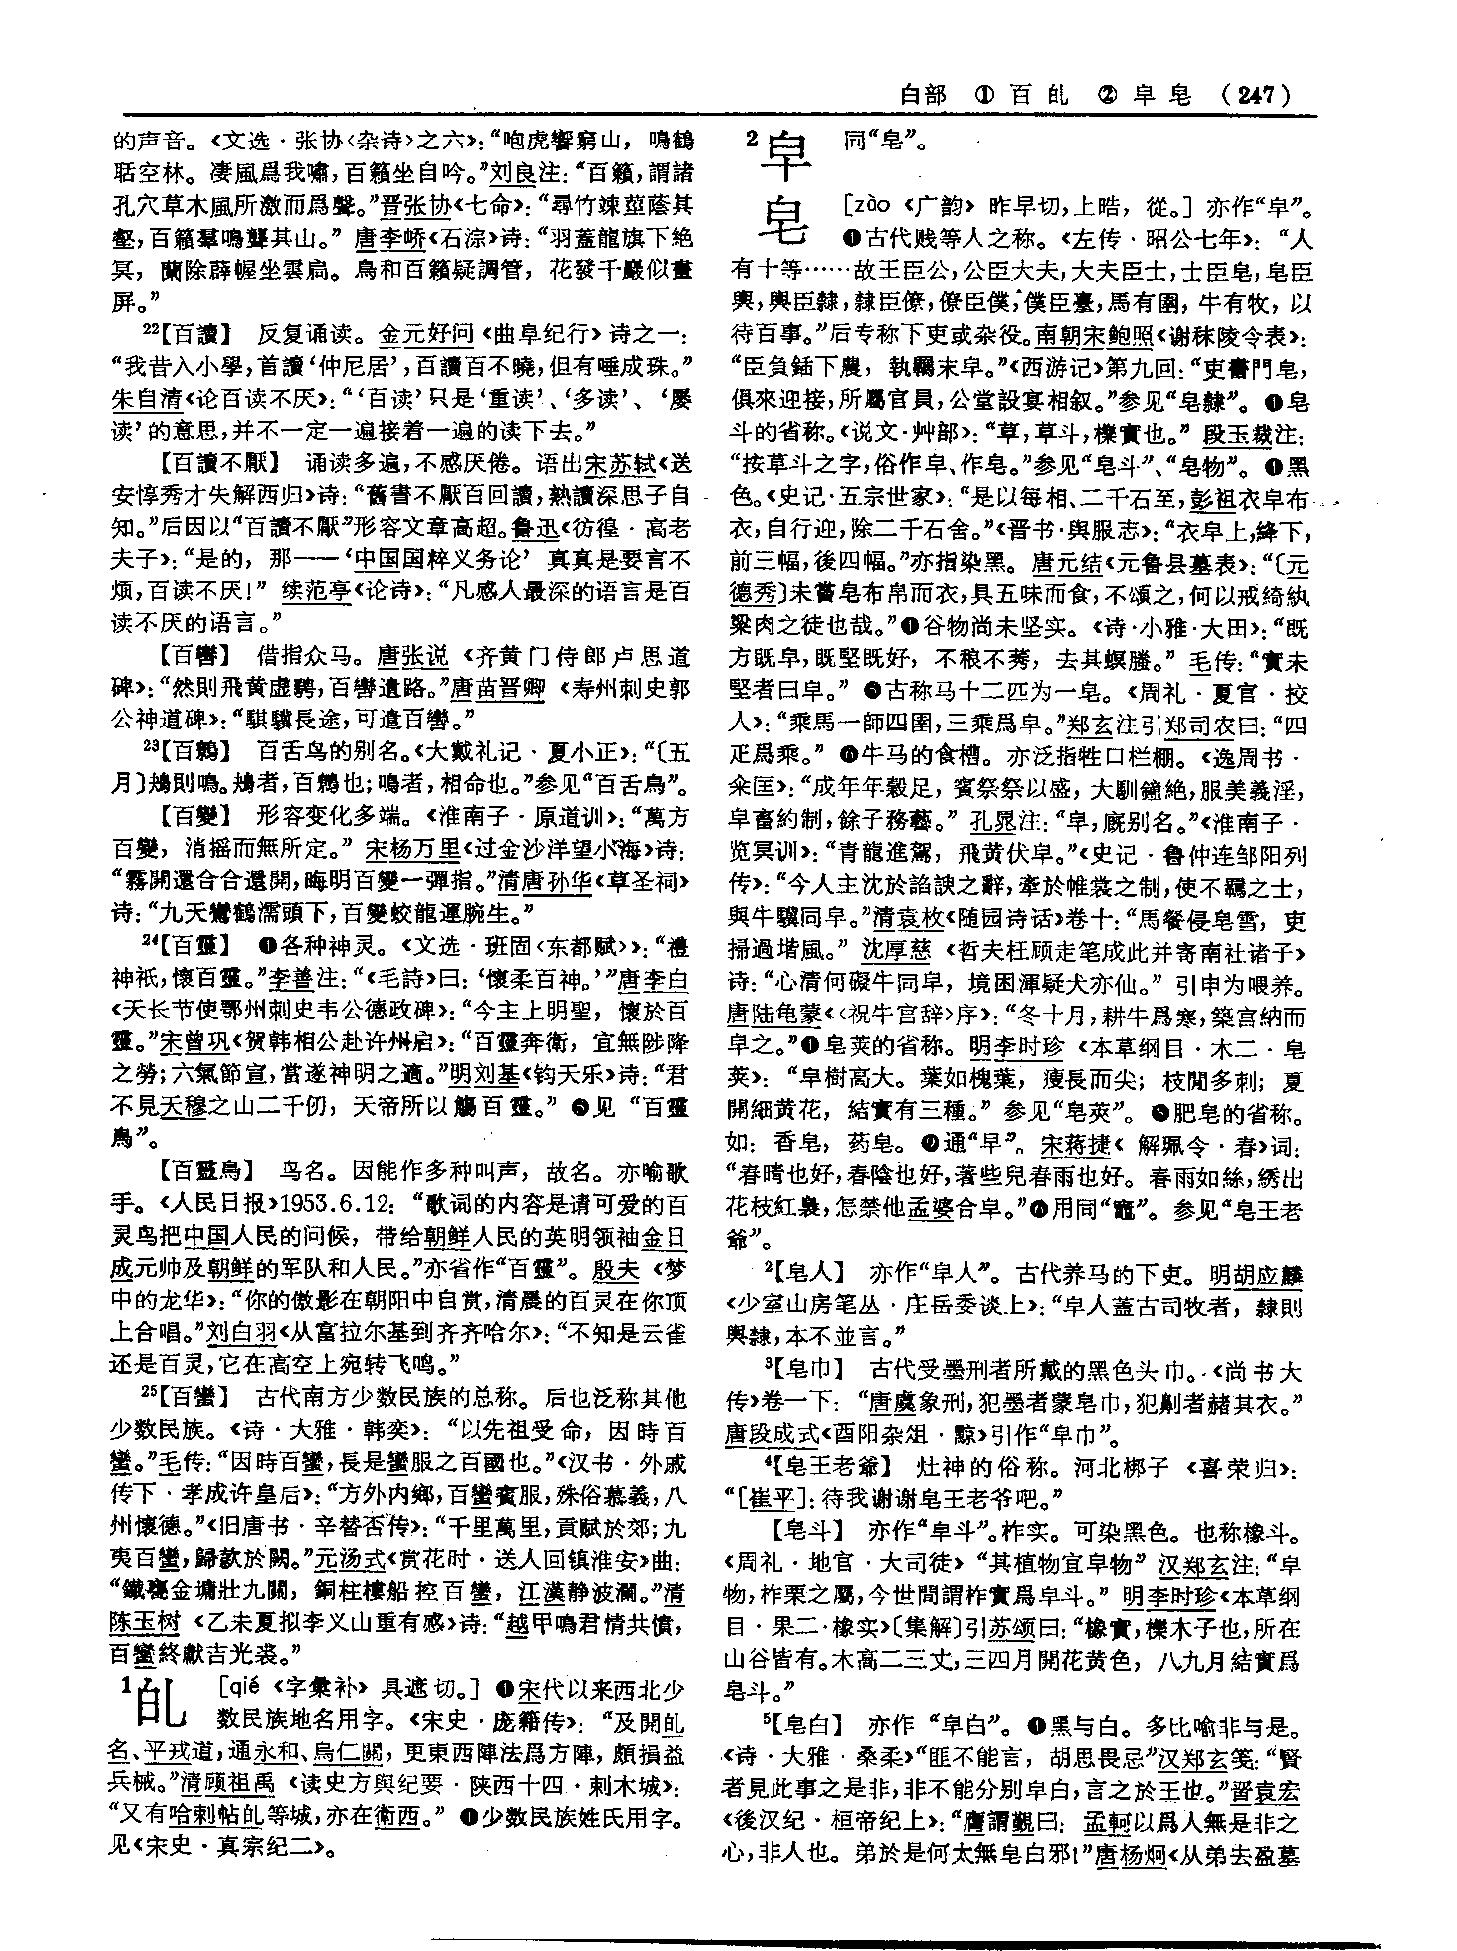 白部　①百癿　②皁皂　(247)
的声音。《文选·张协〈杂诗〉之六》：“咆虎響窮山，鳴鶴
聒空林。淒風爲我嘯，百籟坐自吟。”刘良注：“百籟，謂諸
孔穴草木風所激而爲聲。”晋张协《七命》：“尋竹竦莖蔭其
壑，百籟羣鳴聾其山。”唐李峤《石淙》诗：“羽蓋龍旗下絶
冥，蘭除薜幄坐雲扃。鳥和百籟疑調管，花發千巖似畫
屏。”
22【百讀】　反复诵读。金元好问《曲阜纪行》诗之一：
“我昔入小學，首讀‘仲尼居’，百讀百不曉，但有唾成珠。”
朱自清《论百读不厌》：“‘百读’只是‘重读’、‘多读’、‘屡
读’的意思，并不一定一遍接着一遍的读下去。”
【百讀不厭】　诵读多遍，不感厌倦。语出宋苏轼《送
安惇秀才失解西归》诗：“舊書不厭百回讀，熟讀深思子自
知。”后因以“百讀不厭”形容文章高超。鲁迅《彷徨·高老
夫子》：“是的，那——‘中国国粹义务论’真真是要言不
烦，百读不厌！”续范亭《论诗》：“凡感人最深的语言是百
读不厌的语言。”
【百轡】　借指众马。唐张说《齐黄门侍郎卢思道
碑》：“然則飛黄虚騁，百轡遺路。”唐苗晋卿《寿州刺史郭
公神道碑》：“騏驥長途，可遺百轡。”
23【百鷯】　百舌鸟的别名。《大戴礼记·夏小正》：“〔五
月〕鴂則鳴。鴂者，百鷯也；鳴者，相命也。”参见“百舌鳥”。
【百變】　形容变化多端。《淮南子·原道训》：“萬方
百變，消摇而無所定。”宋杨万里《过金沙洋望小海》诗：
“霧開還合合還開，晦明百變一彈指。”清唐孙华《草圣祠》
诗：“九天鸞鶴濡頭下，百變蛟龍運腕生。”
24【百靈】　❶各种神灵。《文选·班固〈东都赋〉》：“禮
神祇，懷百靈。”李善注：“《毛詩》曰：‘懷柔百神。’”唐李白
《天长节使鄂州刺史韦公德政碑》：“今主上明聖，懷於百
靈。”宋曾巩《贺韩相公赴许州启》：“百靈奔衛，宜無陟降
之勞；六氣節宣，當遂神明之適。”明刘基《钧天乐》诗：“君
不見天穆之山二千仞，天帝所以觴百靈。”❷见“百靈
鳥”。
【百靈鳥】　鸟名。因能作多种叫声，故名。亦喻歌
手。《人民日报》1953.6.12：“歌词的内容是请可爱的百
灵鸟把中国人民的问候，带给朝鲜人民的英明领袖金日
成元帅及朝鲜的军队和人民。”亦省作“百靈”。殷夫《梦
中的龙华》：“你的傲影在朝阳中自赏，清晨的百灵在你顶
上合唱。”刘白羽《从富拉尔基到齐齐哈尔》：“不知是云雀
还是百灵，它在高空上宛转飞鸣。”
25【百蠻】　古代南方少数民族的总称。后也泛称其他
少数民族。《诗·大雅·韩奕》：“以先祖受命，因時百
蠻。”毛传：“因時百蠻，長是蠻服之百國也。”《汉书·外戚
传下·孝成许皇后》：“方外内鄉，百蠻賓服，殊俗慕義，八
州懷德。”《旧唐书·辛替否传》：“千里萬里，貢賦於郊；九
夷百蠻，歸款於闕。”元汤式《赏花时·送人回镇淮安》曲：
“鐵甕金墉壯九關，銅柱樓船控百蠻，江漢静波瀾。”清
陈玉树《乙未夏拟李义山重有感》诗：“越甲鳴君情共憤，
百蠻終獻吉光裘。”
1癿　［qié《字彙补》具遮切。］❶宋代以来西北少
数民族地名用字。《宋史·庞籍传》：“及開癿
名、平戎道，通永和、烏仁關，更東西陣法爲方陣，頗損益
兵械。”清顾祖禹《读史方舆纪要·陕西十四·剌木城》：
“又有哈剌帖癿等城，亦在衛西。”❷少数民族姓氏用字。
见《宋史·真宗纪二》。
2皁　同“皂”。
皂　［zào《广韵》昨早切，上晧，從。］亦作“皁”。
❶古代贱等人之称。《左传·昭公七年》：“人
有十等……故王臣公，公臣大夫，大夫臣士，士臣皂，皂臣
輿，輿臣隸，隸臣僚，僚臣僕，僕臣臺，馬有圉，牛有牧，以
待百事。”后专称下吏或杂役。南朝宋鲍照《谢秣陵令表》：
“臣負鍤下農，執羈末皁。”《西游记》第九回：“吏書門皂，
俱來迎接，所屬官員，公堂設宴相叙。”参见“皂隸”。❷皂
斗的省称。《说文·艸部》：“草，草斗，櫟實也。”段玉裁注：
“按草斗之字，俗作皁、作皂。”参见“皂斗”、“皂物”。❸黑
色。《史记·五宗世家》：“是以每相、二千石至，彭祖衣皁布
衣，自行迎，除二千石舍。”《晋书·舆服志》：“衣皁上，絳下，
前三幅，後四幅。”亦指染黑。唐元结《元鲁县墓表》：“〔元
德秀〕未嘗皂布帛而衣，具五味而食，不頌之，何以戒綺紈
粱肉之徒也哉。”❹谷物尚未坚实。《诗·小雅·大田》：“既
方既皁，既堅既好，不稂不莠，去其螟螣。”毛传：“實未
堅者曰皁。”❺古称马十二匹为一皂。《周礼·夏官·挍
人》：“乘馬一師四圉，三乘爲皁。”郑玄注引郑司农曰：“四
疋爲乘。”❻牛马的食槽。亦泛指牲口栏棚。《逸周书·
籴匡》：“成年年穀足，賓祭祭以盛，大馴鐘絶，服美義淫，
皁畜約制，餘子務藝。”孔晁注：“皁，廐别名。”《淮南子·
览冥训》：“青龍進駕，飛黄伏皁。”《史记·鲁仲连邹阳列
传》：“今人主沈於諂諛之辭，牽於帷裳之制，使不羈之士，
與牛驥同皁。”清袁枚《随园诗话》卷十：“馬餐侵皂雪，吏
掃過堦風。”沈厚慈《哲夫枉顾走笔成此并寄南社诸子》
诗：“心清何礙牛同皁，境困渾疑犬亦仙。”引申为喂养。
唐陆龟蒙《〈祝牛宫辞〉序》：“冬十月，耕牛爲寒，築宫納而
皁之。”❼皂荚的省称。明李时珍《本草纲目·木二·皂
荚》：“皁樹高大。葉如槐葉，瘦長而尖；枝間多刺；夏
開細黄花，結實有三種。”参见“皂莢”。❽肥皂的省称。
如：香皂，药皂。❾通“早”。宋蒋捷《解珮令·春》词：
“春晴也好，春陰也好，著些兒春雨也好。春雨如絲，綉出
花枝紅裊，怎禁他孟婆合皁。”❿用同“竈”。参见“皂王老
爺”。
2【皂人】　亦作“皁人”。古代养马的下吏。明胡应麟
《少室山房笔丛·庄岳委谈上》：“皁人蓋古司牧者，隸則
輿隸，本不並言。”
3【皂巾】　古代受墨刑者所戴的黑色头巾。《尚书大
传》卷一下：“唐虞象刑，犯墨者蒙皂巾，犯劓者赭其衣。”
唐段成式《酉阳杂俎·黥》引作“皁巾”。
4【皂王老爺】　灶神的俗称。河北梆子《喜荣归》：
“［崔平］：待我谢谢皂王老爷吧。”
【皂斗】　亦作“皁斗”。柞实。可染黑色。也称橡斗。
《周礼·地官·大司徒》“其植物宜皁物”汉郑玄注：“皁
物，柞栗之屬，今世間謂柞實爲皁斗。”明李时珍《本草纲
目·果二·橡实》〔集解〕引苏颂曰：“橡實，櫟木子也，所在
山谷皆有。木高二三丈，三四月開花黄色，八九月結實爲
皂斗。”
5【皂白】　亦作“皁白”。❶黑与白。多比喻非与是。
《诗·大雅·桑柔》“匪不能言，胡思畏忌”汉郑玄笺：“賢
者見此事之是非，非不能分别皁白，言之於王也。”晋袁宏
《後汉纪·桓帝纪上》：“膺謂覬曰：孟軻以爲人無是非之
心，非人也。弟於是何太無皂白邪！”唐杨炯《从弟去盈墓